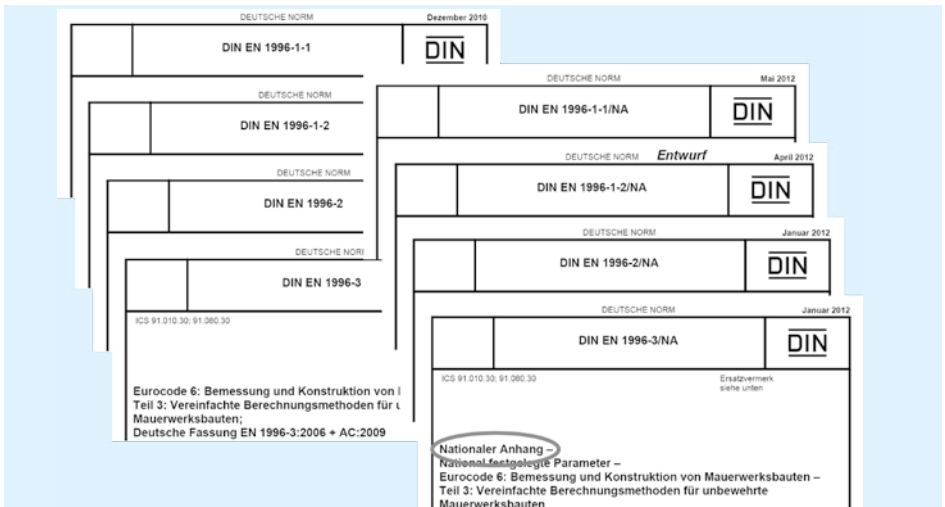 DEUTSCHE NORM
Dezember 2010
DIN EN 1996-1-1
DIN
DEUTSCHE NORM
DIN EN 1996-1-2
DEUTSCHE NORM
DIN EN 1996-2
DEUTSCHE NOR
DIN EN 1996-3
ICS 91.010.30; 91.080.30
Eurocode 6: Bemessung und Konstruktion von
Teil 3: Vereinfachte Berechnungsmethoden für
Mauerwerksbauten;
Deutsche Fassung EN 1996-3:2006 + AC:2009
DEUTSCHE NORM
Mai 2012
DIN EN 1996-1-1/NA
DIN
DEUTSCHE NORM
Entwurf
April 2012
DIN EN 1996-1-2/NA
DIN
DEUTSCHE NORM
Januar 2012
DIN EN 1996-2/NA
DIN
DEUTSCHE NORM
Januar 2012
DIN EN 1996-3/NA
DIN
ICS 91.010.30; 91.080.30
Ersatzvermerk
siehe unten
Nationaler Anhang –
National festgelegte Parameter –
Eurocode 6: Bemessung und Konstruktion von Mauerwerksbauten –
Teil 3: Vereinfachte Berechnungsmethoden für unbewehrte
Mauerwerksbauten